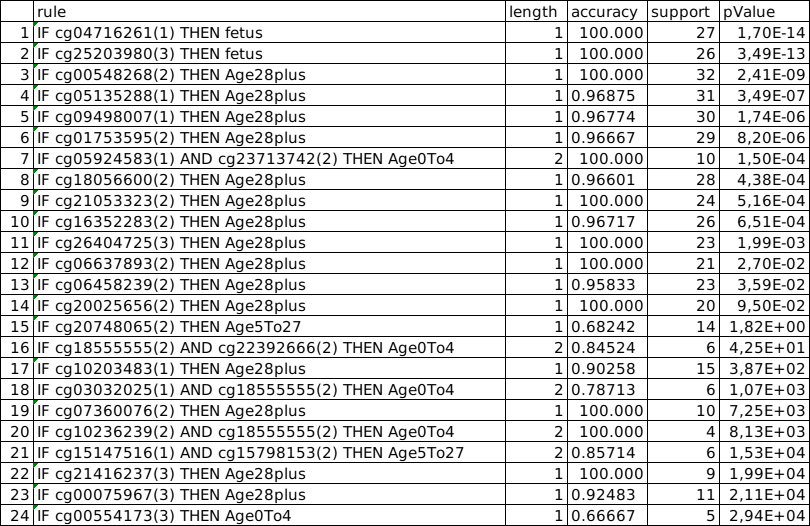 rule length accuracy support pValue
1 IF cg04716261(1) THEN fetus 1 100.000 27 1,70E-14
2 IF cg25203980(3) THEN fetus 1 100.000 26 3,49E-13
3 IF cg00548268(2) THEN Age28plus 1 100.000 32 2,41E-09
4 IF cg05135288(1) THEN Age28plus 1 0.96875 31 3,49E-07
5 IF cg09498007(1) THEN Age28plus 1 0.96774 30 1,74E-06
6 IF cg01753595(2) THEN Age28plus 1 0.96667 29 8,20E-06
7 IF cg05924583(1) AND cg23713742(2) THEN Age0To4 2 100.000 10 1,50E-04
8 IF cg18056600(2) THEN Age28plus 1 0.96601 28 4,38E-04
9 IF cg21053323(2) THEN Age28plus 1 100.000 24 5,16E-04
10 IF cg16352283(2) THEN Age28plus 1 0.96717 26 6,51E-04
11 IF cg26404725(3) THEN Age28plus 1 100.000 23 1,99E-03
12 IF cg06637893(2) THEN Age28plus 1 100.000 21 2,70E-02
13 IF cg06458239(2) THEN Age28plus 1 0.95833 23 3,59E-02
14 IF cg20025656(2) THEN Age28plus 1 100.000 20 9,50E-02
15 IF cg20748065(2) THEN Age5To27 1 0.68242 14 1,82E+00
16 IF cg18555555(2) AND cg22392666(2) THEN Age0To4 2 0.84524 6 4,25E+01
17 IF cg10203483(1) THEN Age28plus 1 0.90258 15 3,87E+02
18 IF cg03032025(1) AND cg18555555(2) THEN Age0To4 2 0.78713 6 1,07E+03
19 IF cg07360076(2) THEN Age28plus 1 100.000 10 7,25E+03
20 IF cg10236239(2) AND cg18555555(2) THEN Age0To4 2 100.000 4 8,13E+03
21 IF cg15147516(1) AND cg15798153(2) THEN Age5To27 2 0.85714 6 1,53E+04
22 IF cg21416237(3) THEN Age28plus 1 100.000 9 1,99E+04
23 IF cg00075967(3) THEN Age28plus 1 0.92483 11 2,11E+04
24 IF cg00554173(3) THEN Age0To4 1 0.66667 5 2,94E+04